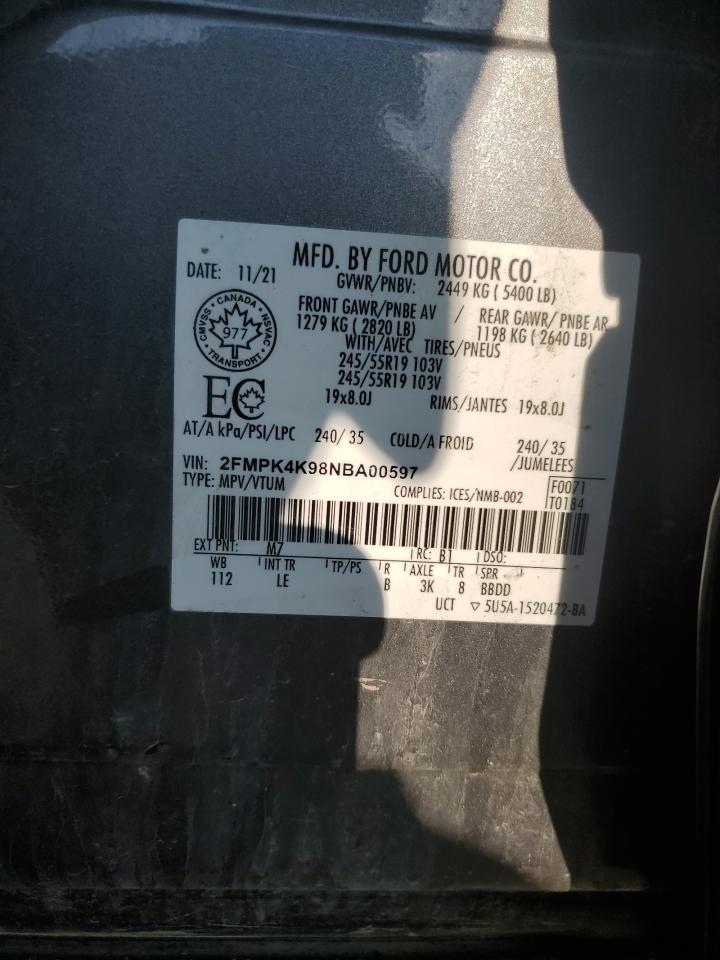 MFD. BY FORD MOTOR CO.
DATE: 11/21
GVWR/PNBV: 2449 KG ( 5400 LB)
FRONT GAWR/PNBE AV / REAR GAWR/ PNBE AR
1279 KG ( 2820 LB) 1198 KG ( 2640 LB)
WITH/AVEC TIRES/PNEUS
245/55R19 103V
245/55R19 103V
19x8.0J RIMS/JANTES 19x8.0J
CMVSS • CANADA • NSVAC • TRANSPORT •
977
EC
AT/A kPa/PSI/LPC 240/ 35 COLD/A FROID 240/ 35
/JUMELEES
VIN: 2FMPK4K98NBA00597
TYPE: MPV/VTUM
COMPLIES: ICES/NMB-002
F0071
T0184
EXT PNT: M7 RC: B1 DSO:
WB INT TR TP/PS R AXLE TR SPR
112 LE B 3K 8 BBDD
UCT ▽ 5U5A-1520472-BA